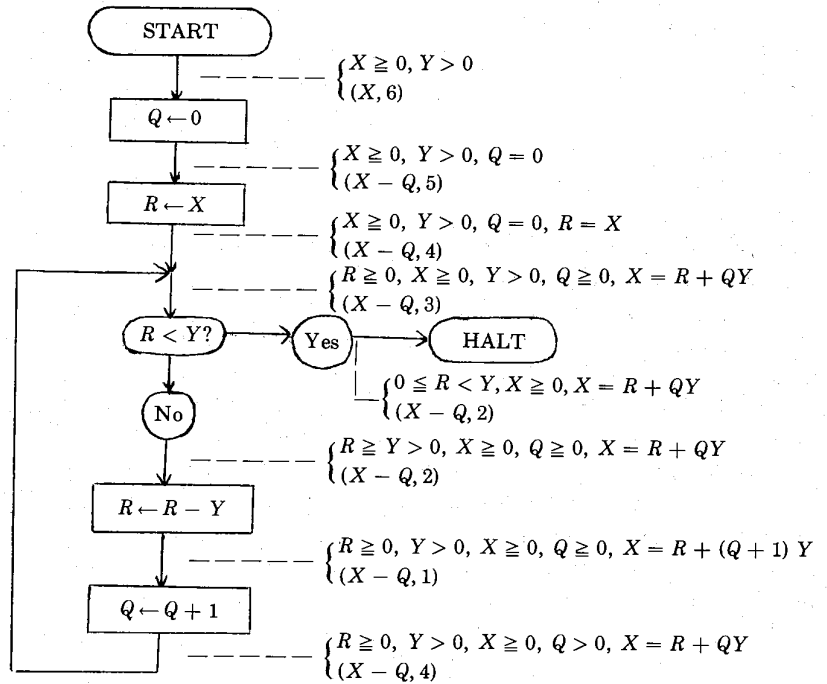 START
X ≧ 0, Y > 0
(X, 6)
Q ← 0
X ≧ 0, Y > 0, Q = 0
(X − Q, 5)
R ← X
X ≧ 0, Y > 0, Q = 0, R = X
(X − Q, 4)
R ≧ 0, X ≧ 0, Y > 0, Q ≧ 0, X = R + QY
(X − Q, 3)
R < Y?
Yes
HALT
0 ≦ R < Y, X ≧ 0, X = R + QY
(X − Q, 2)
No
R ≧ Y > 0, X ≧ 0, Q ≧ 0, X = R + QY
(X − Q, 2)
R ← R − Y
R ≧ 0, Y > 0, X ≧ 0, Q ≧ 0, X = R + (Q + 1) Y
(X − Q, 1)
Q ← Q + 1
R ≧ 0, Y > 0, X ≧ 0, Q > 0, X = R + QY
(X − Q, 4)